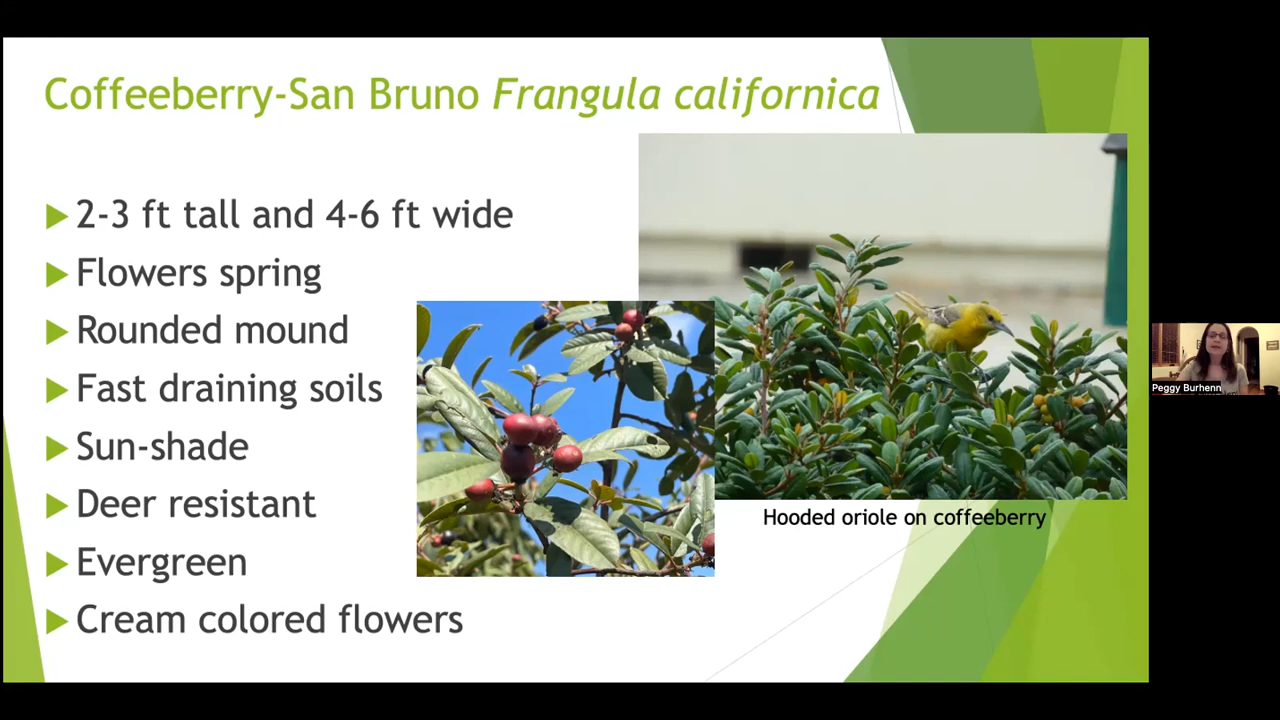 Coffeeberry-San Bruno Frangula californica
2-3 ft tall and 4-6 ft wide
Flowers spring
Rounded mound
Fast draining soils
Sun-shade
Deer resistant
Evergreen
Cream colored flowers
Hooded oriole on coffeeberry
Peggy Burhenn